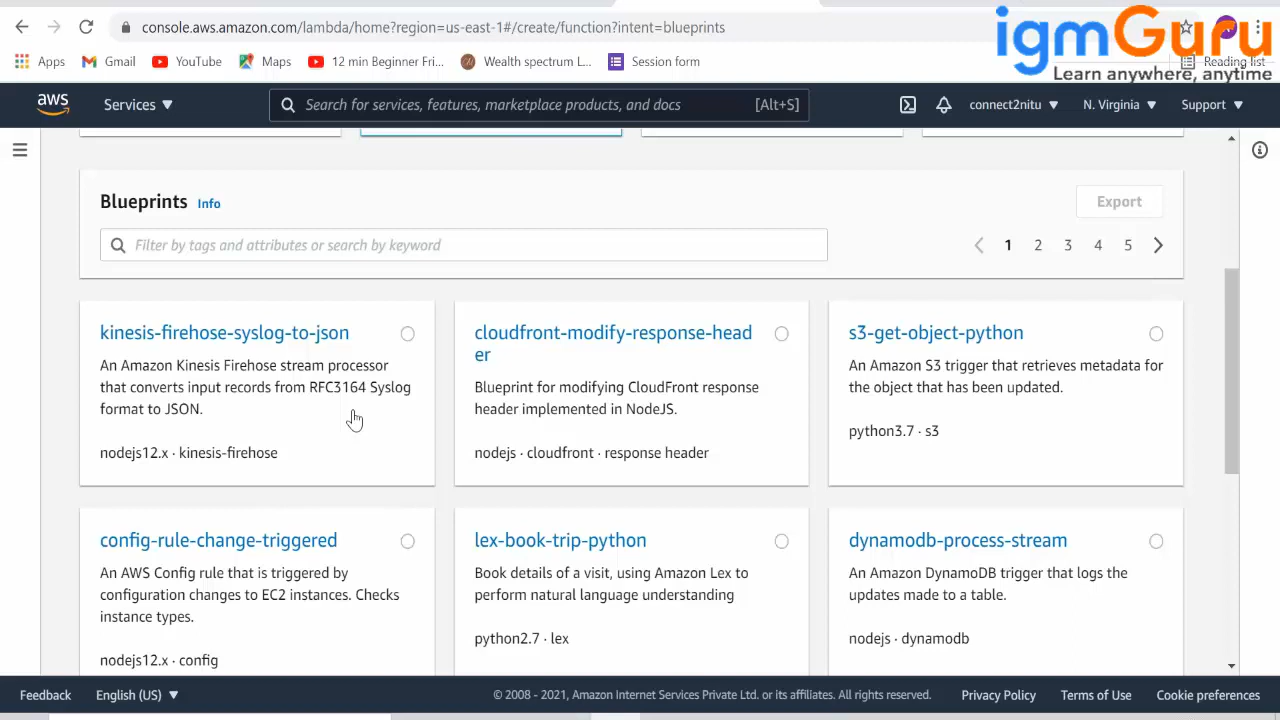 console.aws.amazon.com/lambda/home?region=us-east-1#/create/function?intent=blueprints
igmGuru
Learn anywhere, anytime
Apps
Gmail
YouTube
Maps
12 min Beginner Fri...
Wealth spectrum L...
Session form
Reading list
aws
Services
Search for services, features, marketplace products, and docs
[Alt+S]
connect2nitu
N. Virginia
Support
Blueprints
Info
Export
Filter by tags and attributes or search by keyword
1
2
3
4
5
kinesis-firehose-syslog-to-json
An Amazon Kinesis Firehose stream processor
that converts input records from RFC3164 Syslog
format to JSON.
nodejs12.x · kinesis-firehose
cloudfront-modify-response-head
er
Blueprint for modifying CloudFront response
header implemented in NodeJS.
nodejs · cloudfront · response header
s3-get-object-python
An Amazon S3 trigger that retrieves metadata for
the object that has been updated.
python3.7 · s3
config-rule-change-triggered
An AWS Config rule that is triggered by
configuration changes to EC2 instances. Checks
instance types.
nodejs12.x · config
lex-book-trip-python
Book details of a visit, using Amazon Lex to
perform natural language understanding
python2.7 · lex
dynamodb-process-stream
An Amazon DynamoDB trigger that logs the
updates made to a table.
nodejs · dynamodb
Feedback
English (US)
© 2008 - 2021, Amazon Internet Services Private Ltd. or its affiliates. All rights reserved.
Privacy Policy
Terms of Use
Cookie preferences